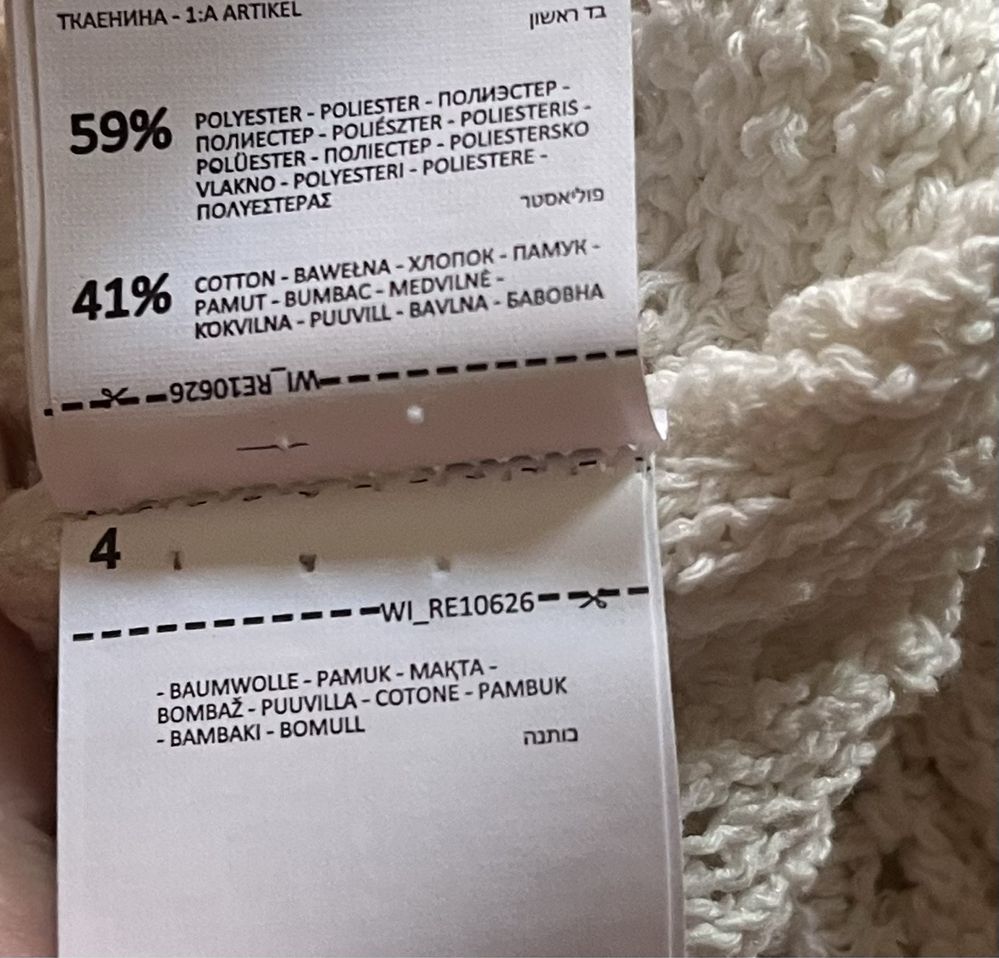 ТКАЕНИНА - 1:A ARTIKEL
בד ראשון
59%
POLYESTER - POLIESTER - ПОЛИЭСТЕР -
ПОЛИЕСТЕР - POLIÉSZTER - POLIESTERIS -
POLÜESTER - ПОЛІЕСТЕР - POLIESTERSKO
VLAKNO - POLYESTERI - POLIESTERE -
ΠΟΛΥΕΣΤΕΡΑΣ
פוליאסטר
41%
COTTON - BAWEŁNA - ХЛОПОК - ПАМУК -
PAMUT - BUMBAC - MEDVILNĖ -
KOKVILNA - PUUVILL - BAVLNA - БАВОВНА
WI_RE10626
4
WI_RE10626
- BAUMWOLLE - PAMUK - МАҚТА -
BOMBAŽ - PUUVILLA - COTONE - PAMBUK
- BAMBAKI - BOMULL
כותנה